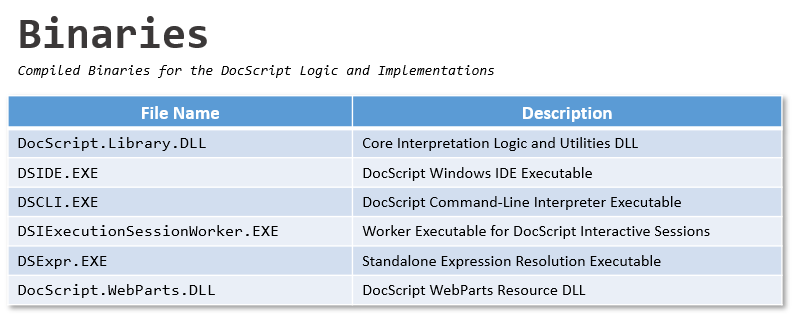 Binaries
Compiled Binaries for the DocScript Logic and Implementations
File Name Description
DocScript.Library.DLL Core Interpretation Logic and Utilities DLL
DSIDE.EXE DocScript Windows IDE Executable
DSCLI.EXE DocScript Command-Line Interpreter Executable
DSIExecutionSessionWorker.EXE Worker Executable for DocScript Interactive Sessions
DSExpr.EXE Standalone Expression Resolution Executable
DocScript.WebParts.DLL DocScript WebParts Resource DLL